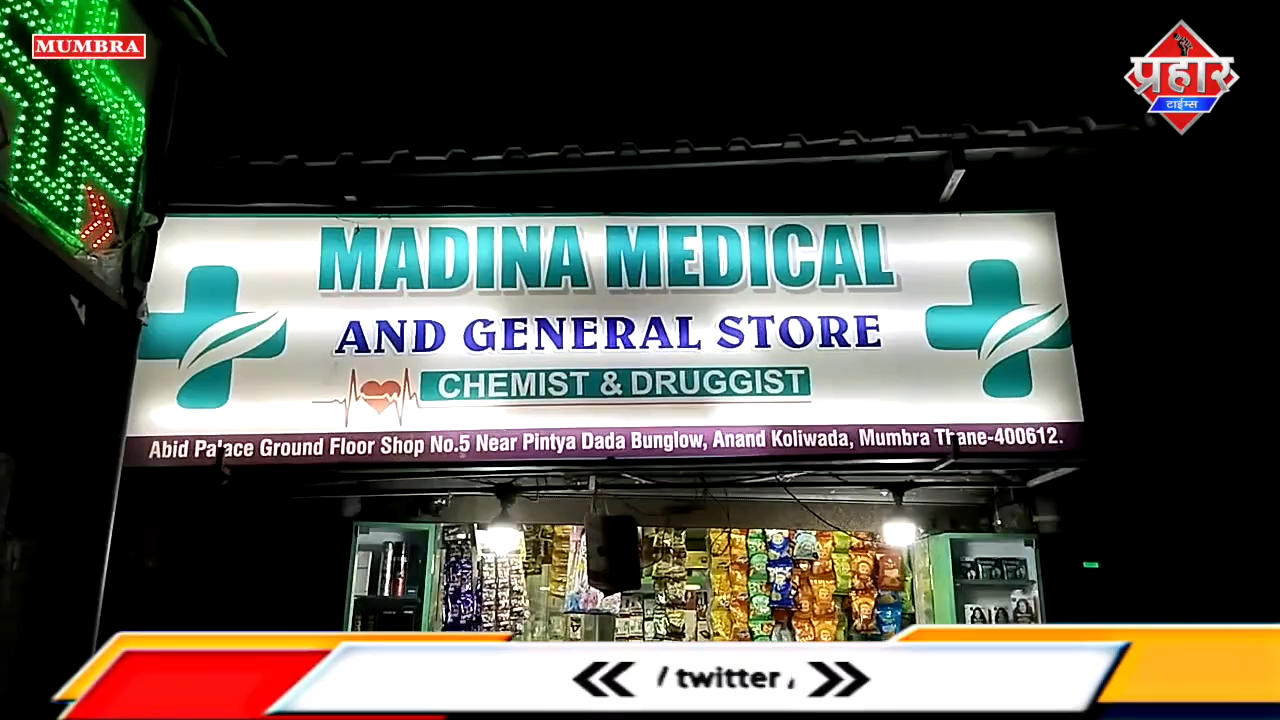 MUMBRA
प्रहार
टाईम्स
MADINA MEDICAL
AND GENERAL STORE
CHEMIST & DRUGGIST
Abid Palace Ground Floor Shop No.5 Near Pintya Dada Bunglow, Anand Koliwada, Mumbra Thane-400612.
/ twitter /